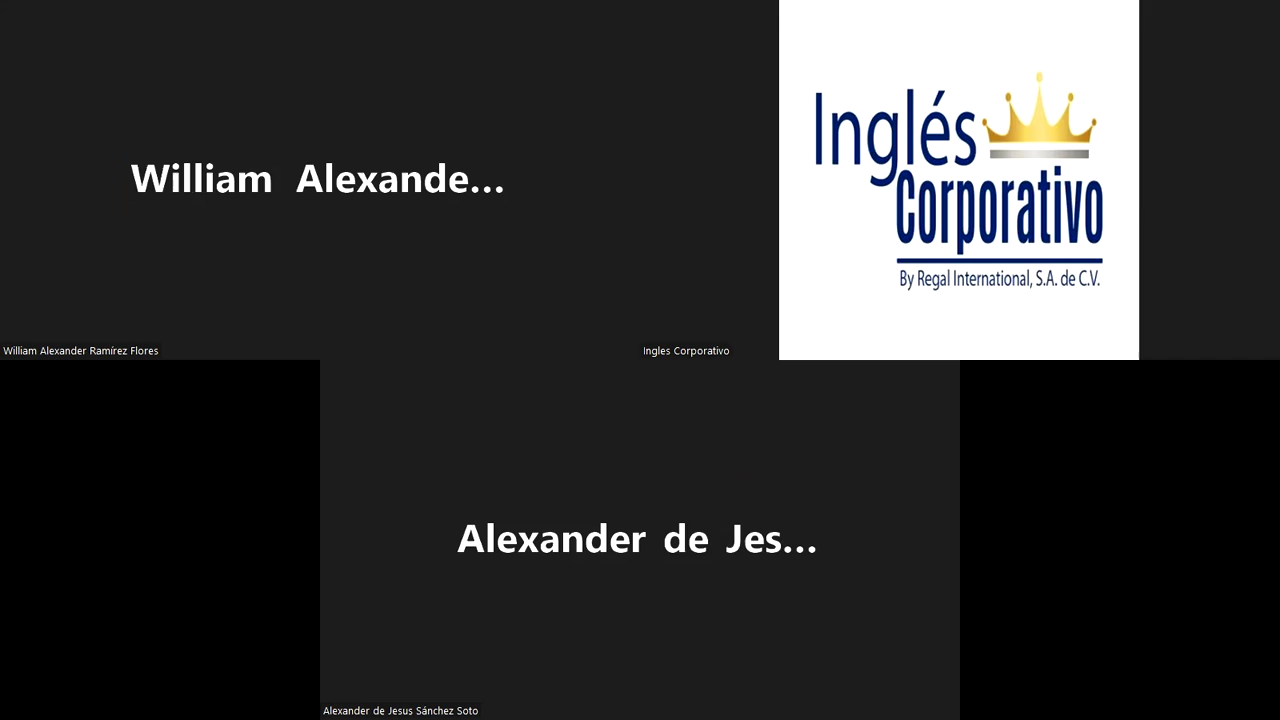 William Alexande...
William Alexander Ramírez Flores
Inglés
Corporativo
By Regal International, S.A. de C.V.
Ingles Corporativo
Alexander de Jes...
Alexander de Jesus Sánchez Soto